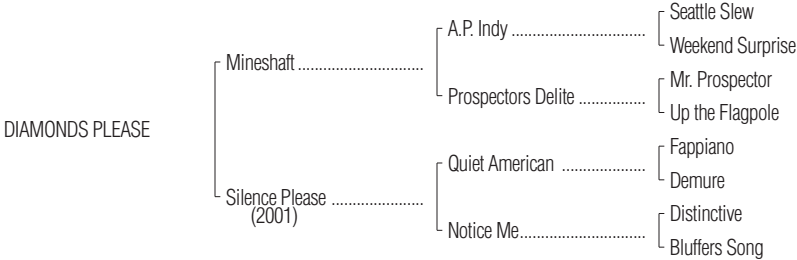 Seattle Slew
A.P. Indy ................................
Weekend Surprise
Mineshaft ..............................
Mr. Prospector
Prospectors Delite ................
Up the Flagpole
DIAMONDS PLEASE
Fappiano
Quiet American ....................
Demure
Silence Please ......................
(2001)
Distinctive
Notice Me..............................
Bluffers Song